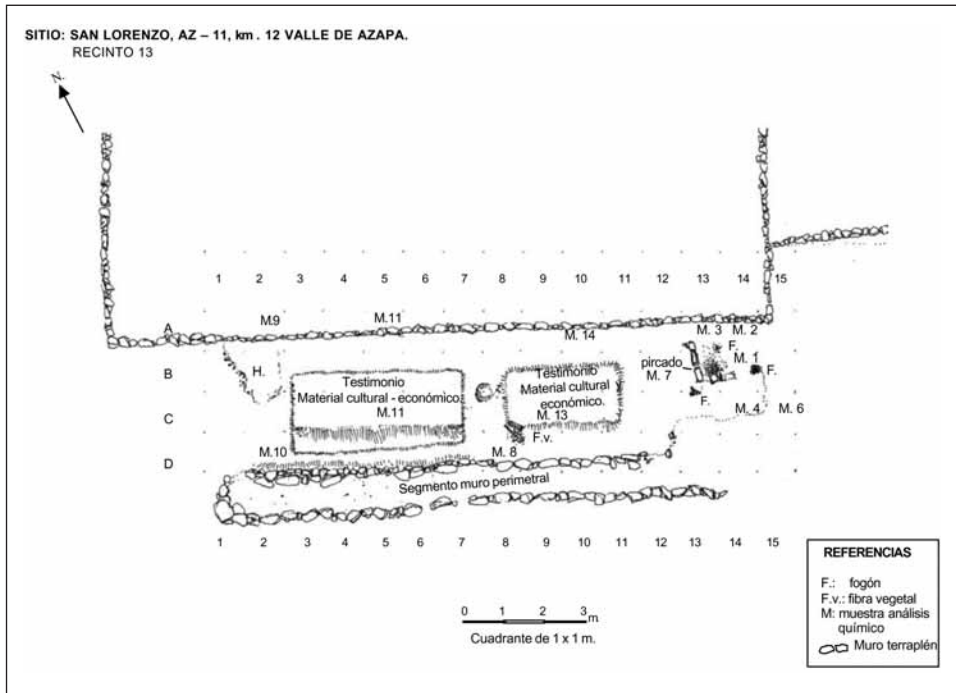 SITIO: SAN LORENZO, AZ – 11, km . 12 VALLE DE AZAPA.
RECINTO 13
N.
1 2 3 4 5 6 7 8 9 10 11 12 13 14 15
A
M.9
M.11
M. 14
M. 3
M. 2
F.
B
H.
pircado
M. 7
M. 1
F.
Testimonio
Material cultural - económico.
M.11
Testimonio
Material cultural
económico.
M. 13
F.
C
M. 4
M. 6
F.v.
D
M.10
M. 8
Segmento muro perimetral
1 2 3 4 5 6 7 8 9 10 11 12 13 14 15
0 1 2 3 m.
Cuadrante de 1 x 1 m.
REFERENCIAS
F.: fogón
F.v.: fibra vegetal
M: muestra análisis
químico
Muro terraplén